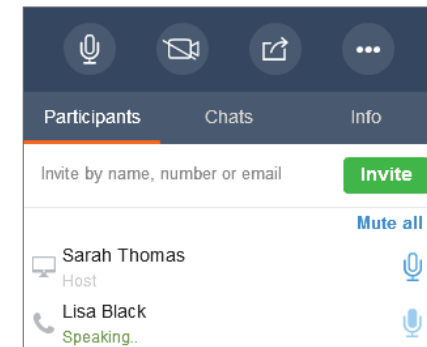 Participants Chats Info
Invite by name, number or email Invite
Mute all
Sarah Thomas
Host
Lisa Black
Speaking..